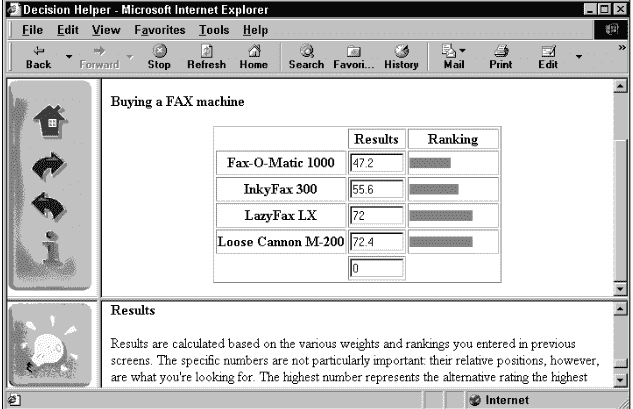 Decision Helper - Microsoft Internet Explorer
File Edit View Favorites Tools Help
Back Forward Stop Refresh Home Search Favori... History Mail Print Edit »
Buying a FAX machine
Results Ranking
Fax-O-Matic 1000 47.2
InkyFax 300 55.6
LazyFax LX 72
Loose Cannon M-200 72.4
0
Results
Results are calculated based on the various weights and rankings you entered in previous
screens. The specific numbers are not particularly important: their relative positions, however,
are what you're looking for. The highest number represents the alternative rating the highest
Internet